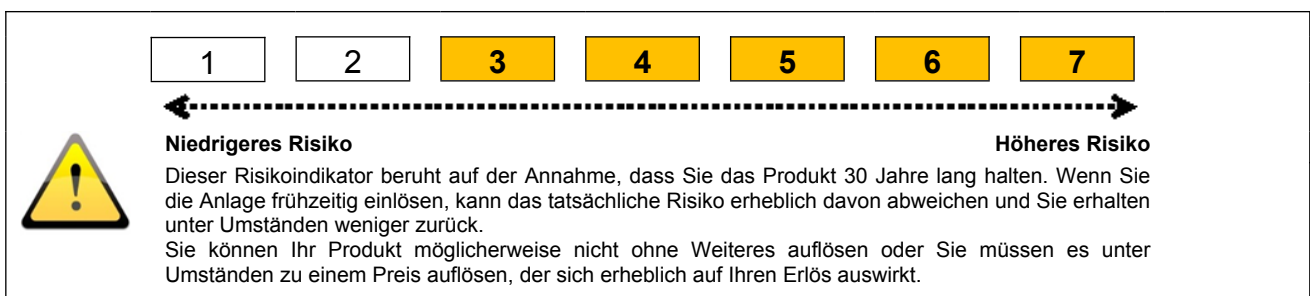 1 2 3 4 5 6 7
Niedrigeres Risiko Höheres Risiko
Dieser Risikoindikator beruht auf der Annahme, dass Sie das Produkt 30 Jahre lang halten. Wenn Sie
die Anlage frühzeitig einlösen, kann das tatsächliche Risiko erheblich davon abweichen und Sie erhalten
unter Umständen weniger zurück.
Sie können Ihr Produkt möglicherweise nicht ohne Weiteres auflösen oder Sie müssen es unter
Umständen zu einem Preis auflösen, der sich erheblich auf Ihren Erlös auswirkt.